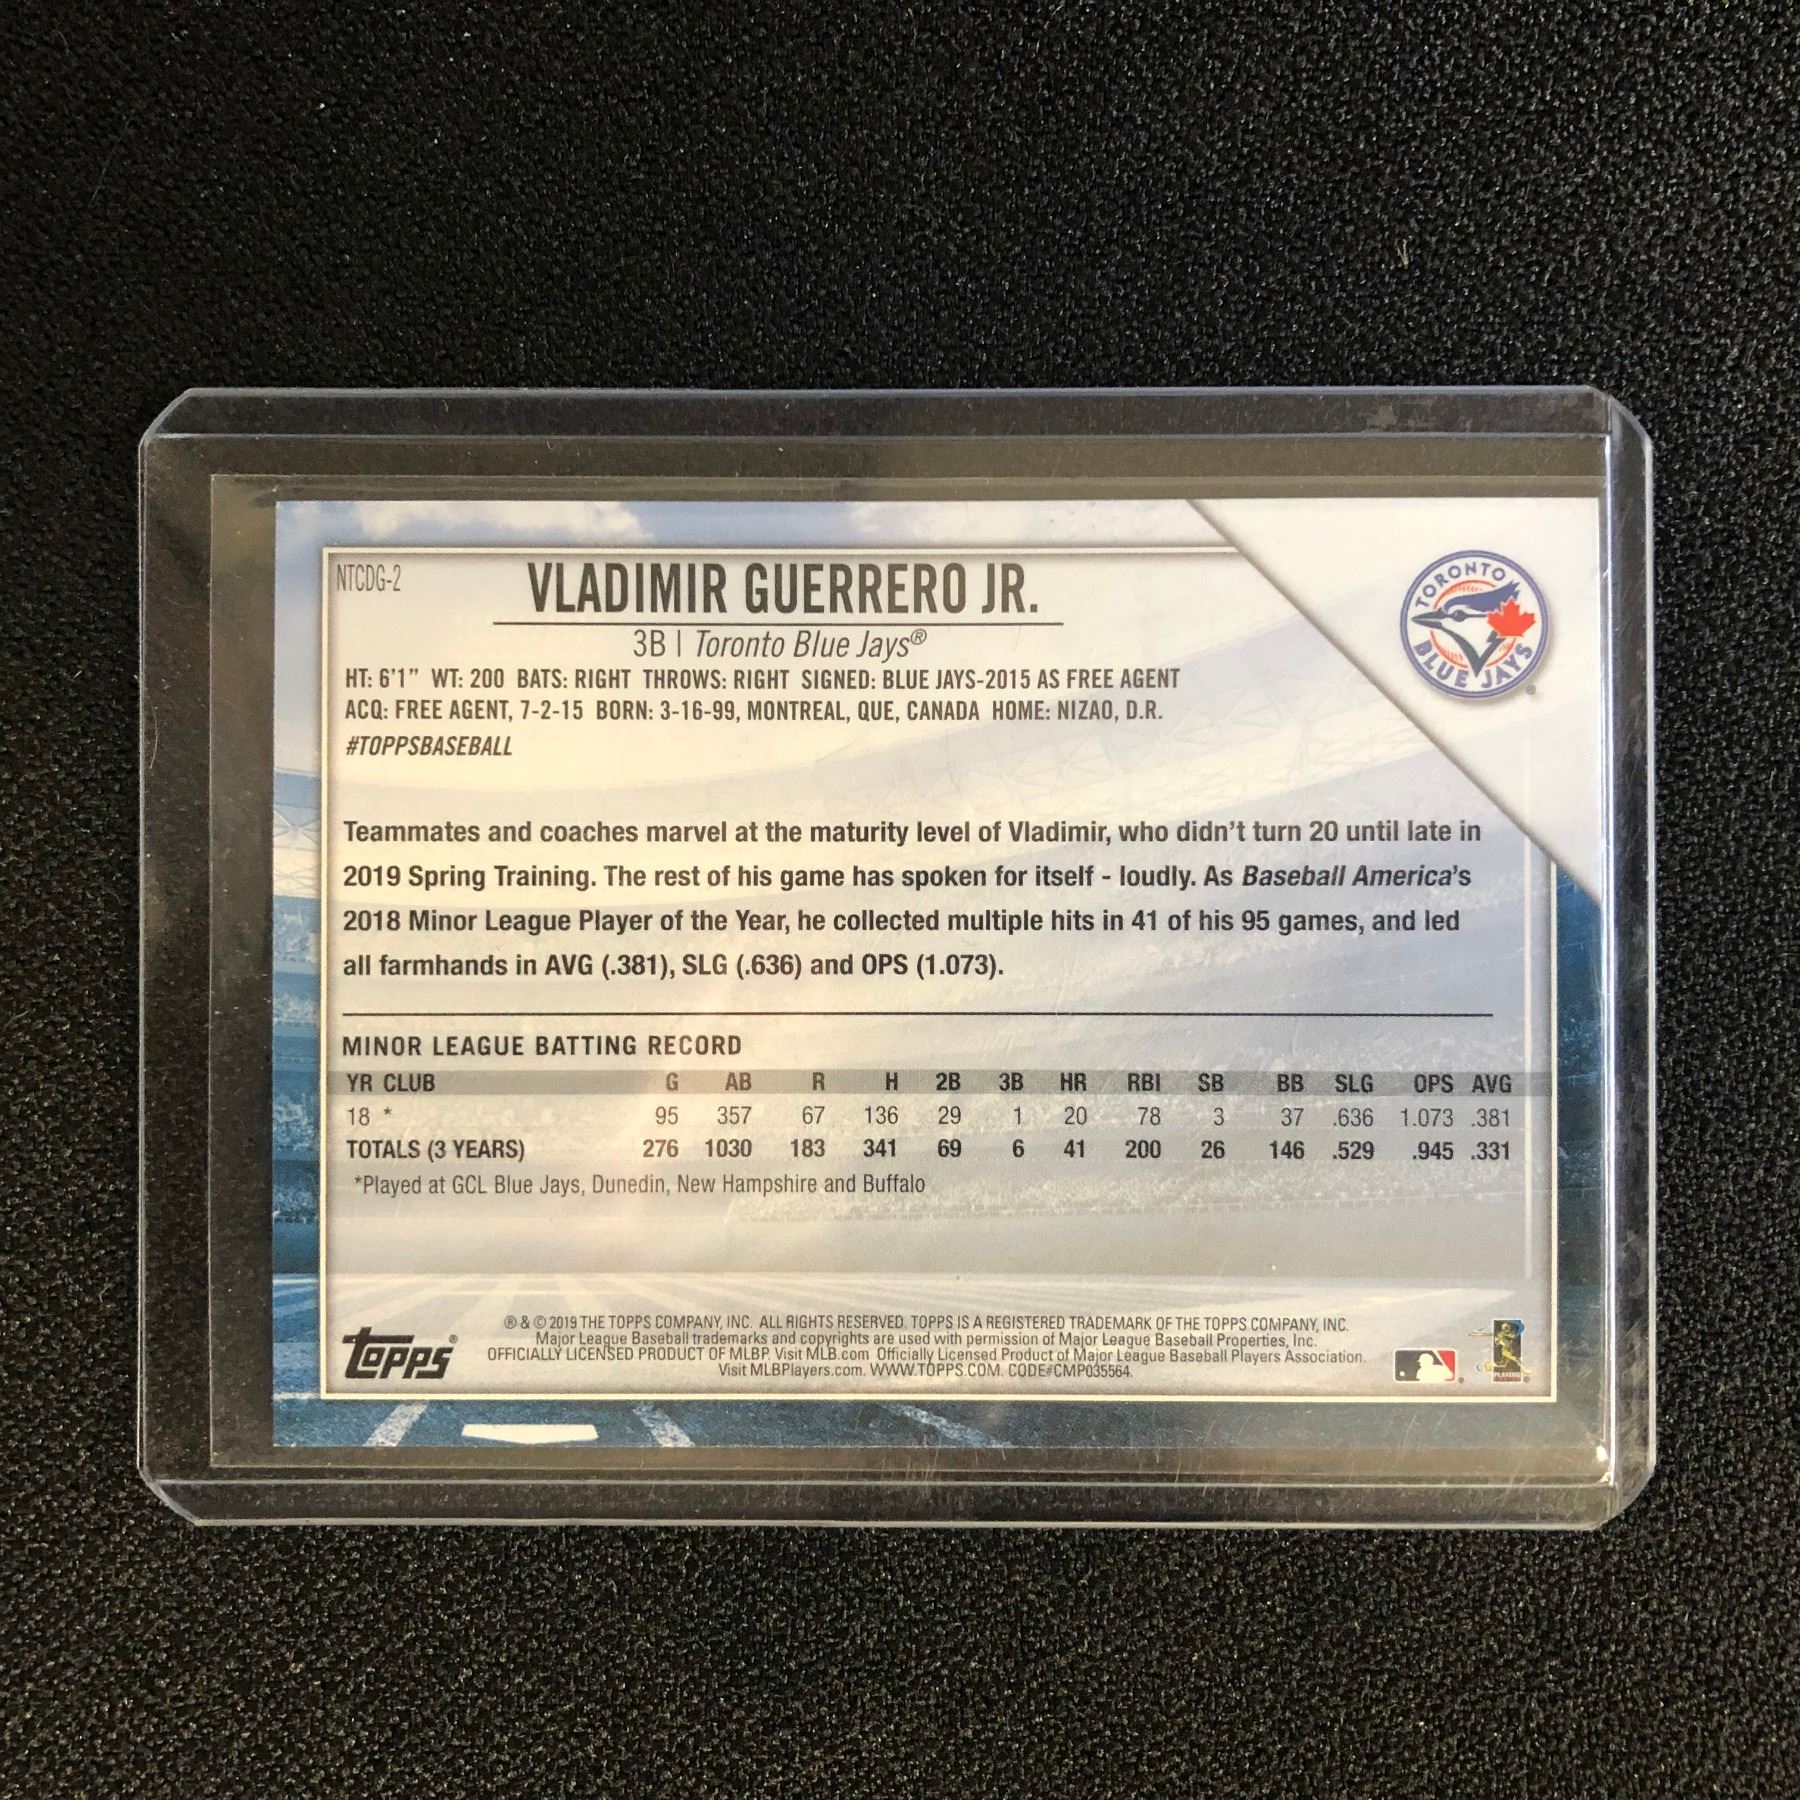 NTCDG-2
VLADIMIR GUERRERO JR.
3B | Toronto Blue Jays®
TORONTO
BLUE JAYS
HT: 6'1" WT: 200 BATS: RIGHT THROWS: RIGHT SIGNED: BLUE JAYS-2015 AS FREE AGENT
ACQ: FREE AGENT, 7-2-15 BORN: 3-16-99, MONTREAL, QUE, CANADA HOME: NIZAO, D.R.
#TOPPSBASEBALL
Teammates and coaches marvel at the maturity level of Vladimir, who didn't turn 20 until late in
2019 Spring Training. The rest of his game has spoken for itself - loudly. As Baseball America's
2018 Minor League Player of the Year, he collected multiple hits in 41 of his 95 games, and led
all farmhands in AVG (.381), SLG (.636) and OPS (1.073).
MINOR LEAGUE BATTING RECORD
YR CLUB G AB R H 2B 3B HR RBI SB BB SLG OPS AVG
18 * 95 357 67 136 29 1 20 78 3 37 .636 1.073 .381
TOTALS (3 YEARS) 276 1030 183 341 69 6 41 200 26 146 .529 .945 .331
*Played at GCL Blue Jays, Dunedin, New Hampshire and Buffalo
Topps®
® & © 2019 THE TOPPS COMPANY, INC. ALL RIGHTS RESERVED. TOPPS IS A REGISTERED TRADEMARK OF THE TOPPS COMPANY, INC.
Major League Baseball trademarks and copyrights are used with permission of Major League Baseball Properties, Inc.
OFFICIALLY LICENSED PRODUCT OF MLBP. Visit MLB.com Officially Licensed Product of Major League Baseball Players Association.
Visit MLBPlayers.com. WWW.TOPPS.COM. CODE#CMP035564.
PLAYERS